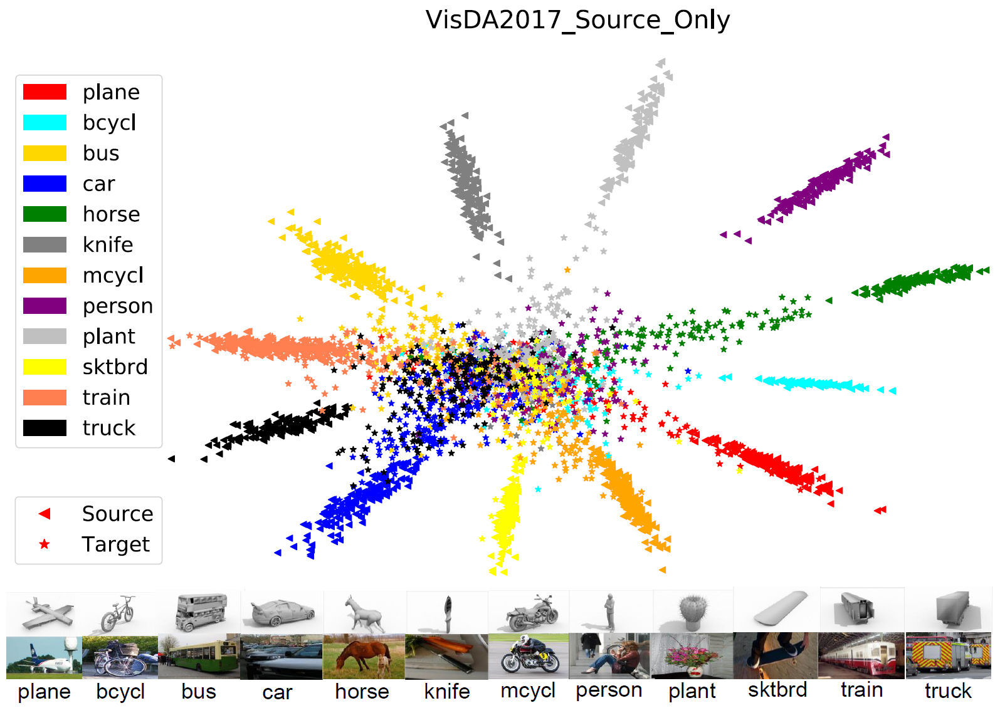 VisDA2017_Source_Only
plane
bcycl
bus
car
horse
knife
mcycl
person
plant
sktbrd
train
truck
Source
Target
plane bcycl bus car horse knife mcycl person plant sktbrd train truck